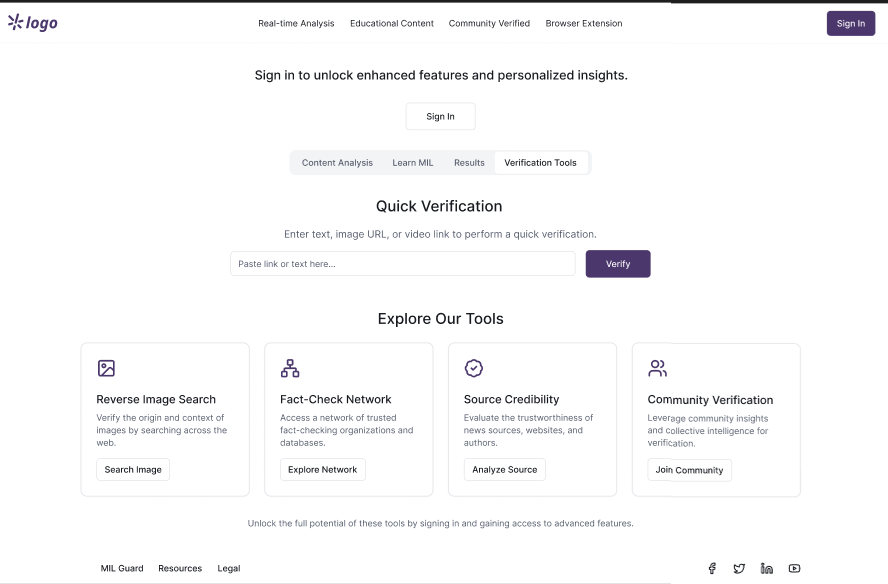 logo
Real-time Analysis Educational Content Community Verified Browser Extension
Sign In
Sign in to unlock enhanced features and personalized insights.
Sign In
Content Analysis Learn MIL Results Verification Tools
Quick Verification
Enter text, image URL, or video link to perform a quick verification.
Paste link or text here...
Verify
Explore Our Tools
Reverse Image Search
Verify the origin and context of
images by searching across the
web.
Search Image
Fact-Check Network
Access a network of trusted
fact-checking organizations and
databases.
Explore Network
Source Credibility
Evaluate the trustworthiness of
news sources, websites, and
authors.
Analyze Source
Community Verification
Leverage community insights
and collective intelligence for
verification.
Join Community
Unlock the full potential of these tools by signing in and gaining access to advanced features.
MIL Guard Resources Legal